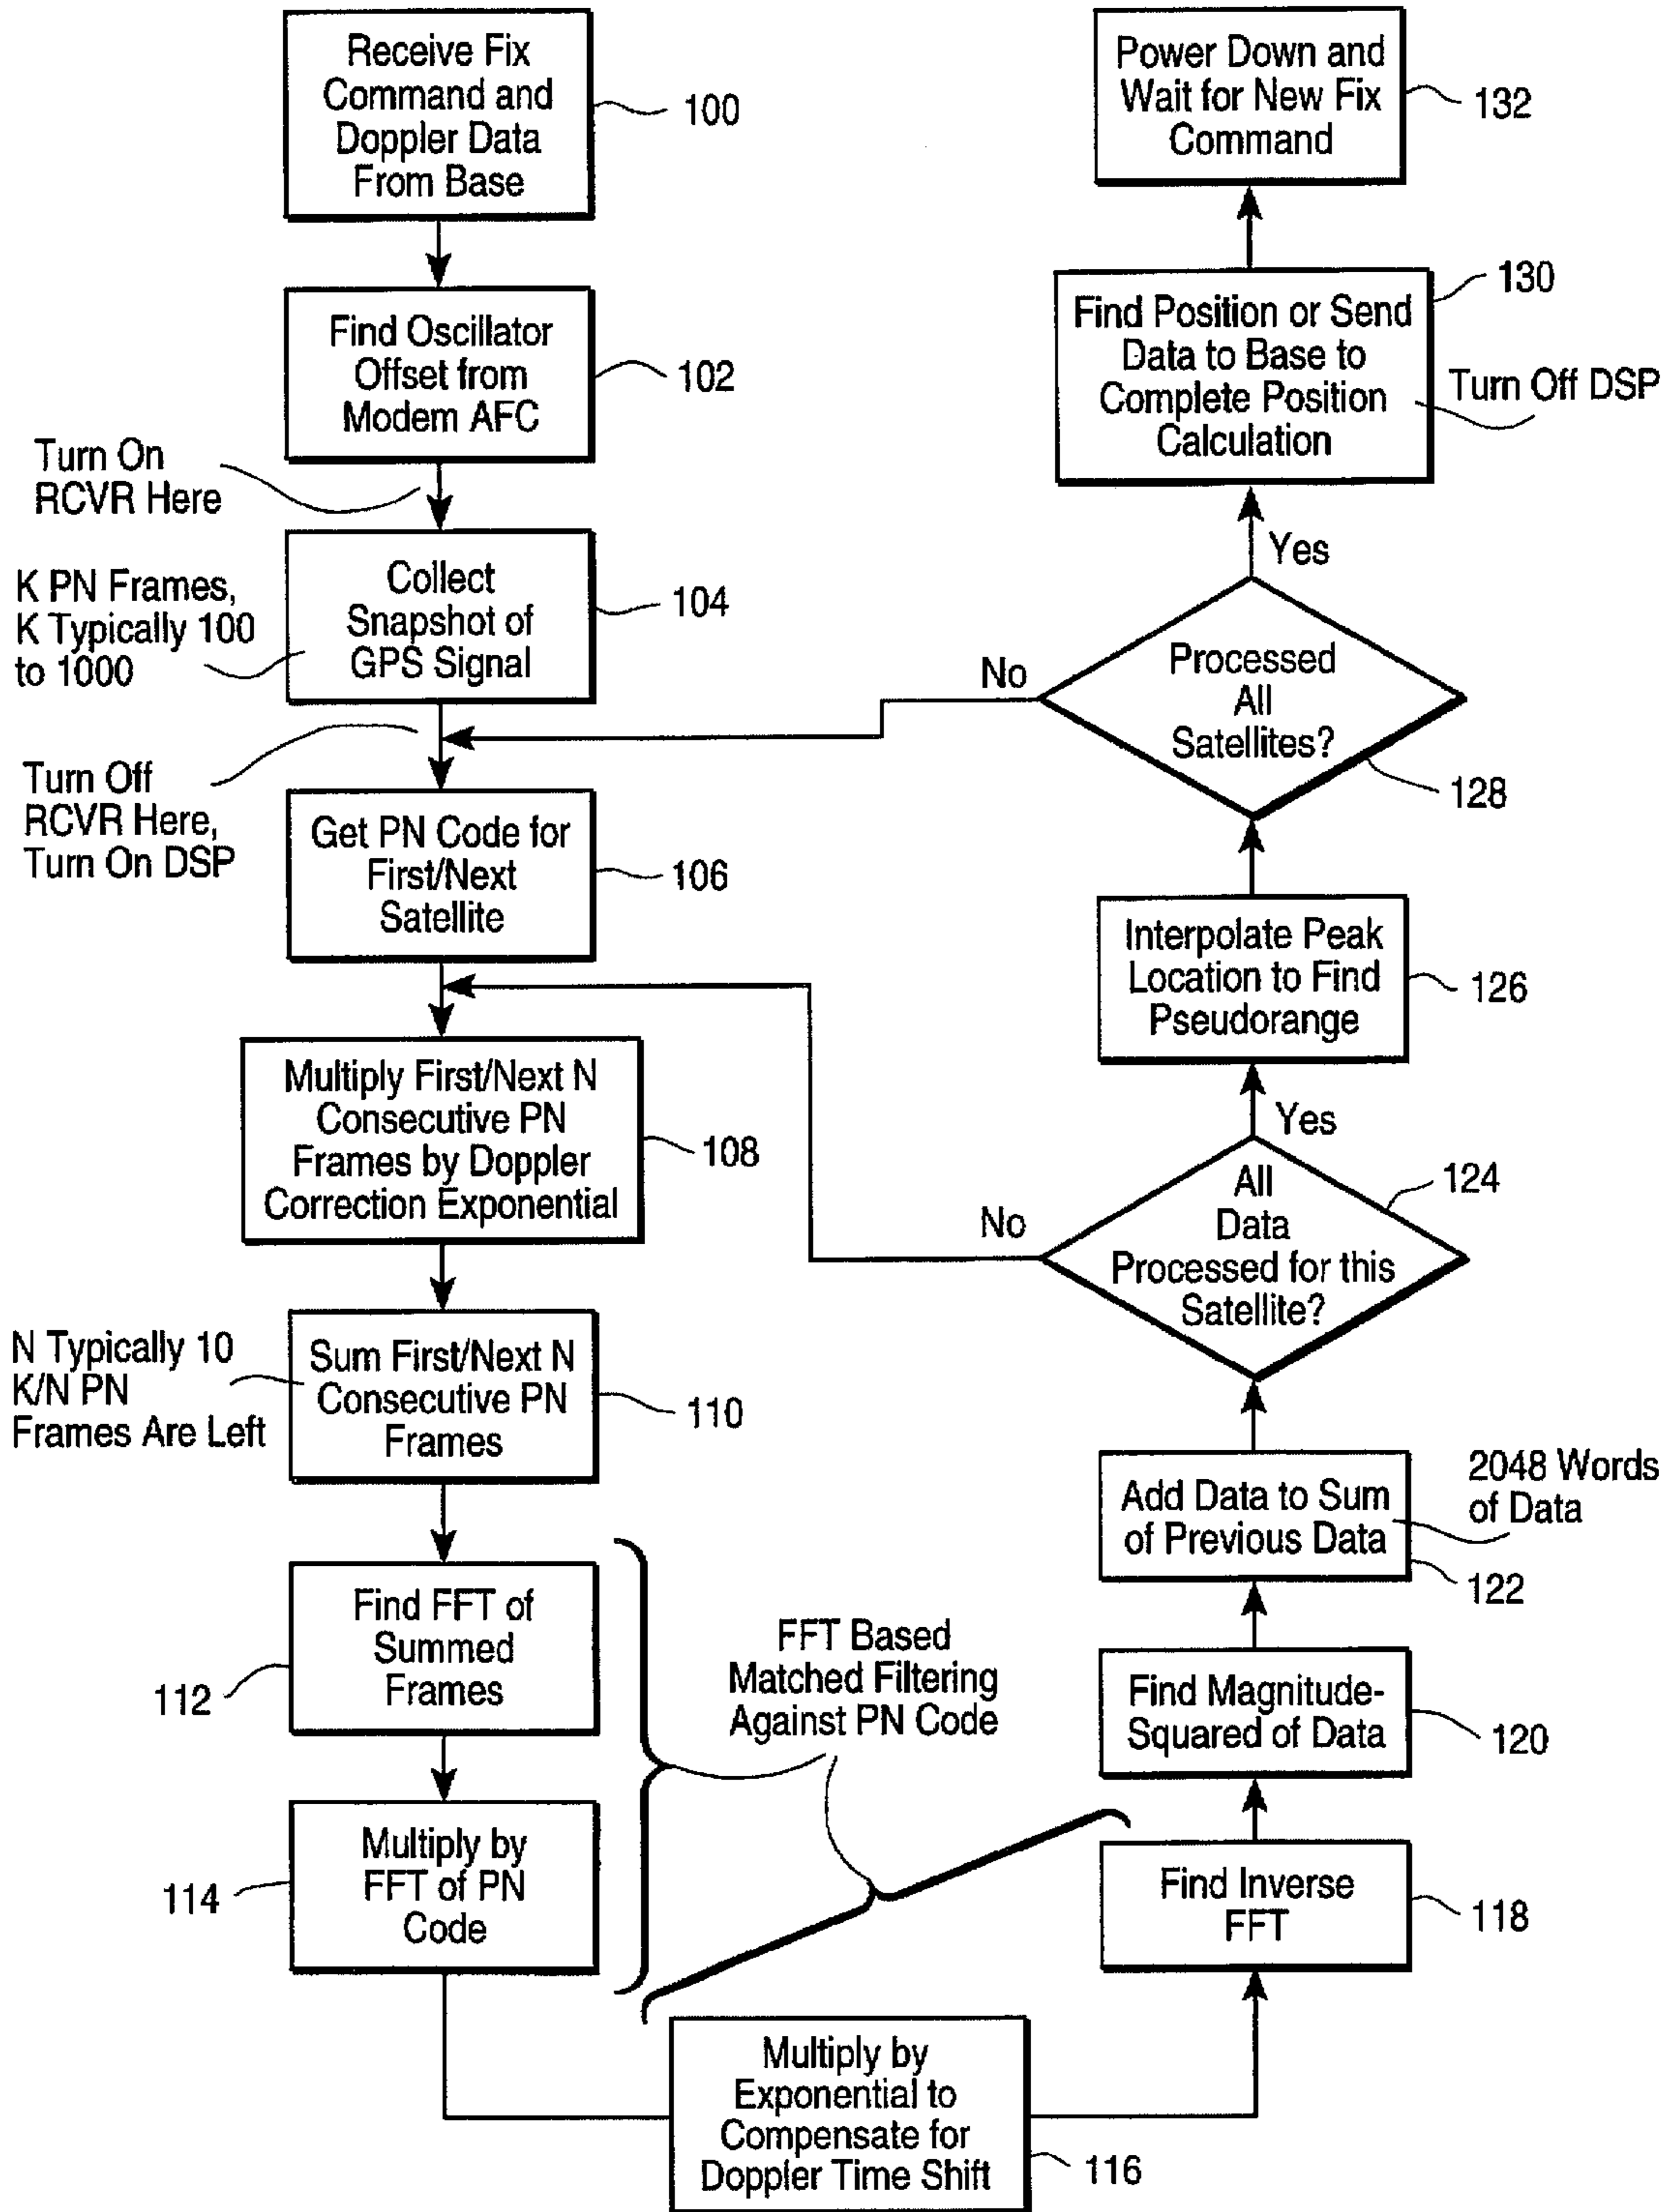 Receive Fix
Command and
Doppler Data
From Base
100
Find Oscillator
Offset from
Modem AFC
102
Turn On
RCVR Here
Collect
Snapshot of
GPS Signal
104
K PN Frames,
K Typically 100
to 1000
Turn Off
RCVR Here,
Turn On DSP
Get PN Code for
First/Next
Satellite
106
Multiply First/Next N
Consecutive PN
Frames by Doppler
Correction Exponential
108
N Typically 10
K/N PN
Frames Are Left
Sum First/Next N
Consecutive PN
Frames
110
Find FFT of
Summed
Frames
112
Multiply by
FFT of PN
Code
114
FFT Based
Matched Filtering
Against PN Code
Multiply by
Exponential to
Compensate for
Doppler Time Shift
116
Find Inverse
FFT
118
Find Magnitude-
Squared of Data
120
Add Data to Sum
of Previous Data
122
2048 Words
of Data
All
Data
Processed for this
Satellite?
124
No
Yes
Interpolate Peak
Location to Find
Pseudorange
126
Processed
All
Satellites?
128
No
Yes
Find Position or Send
Data to Base to
Complete Position
Calculation
130
Turn Off DSP
Power Down and
Wait for New Fix
Command
132